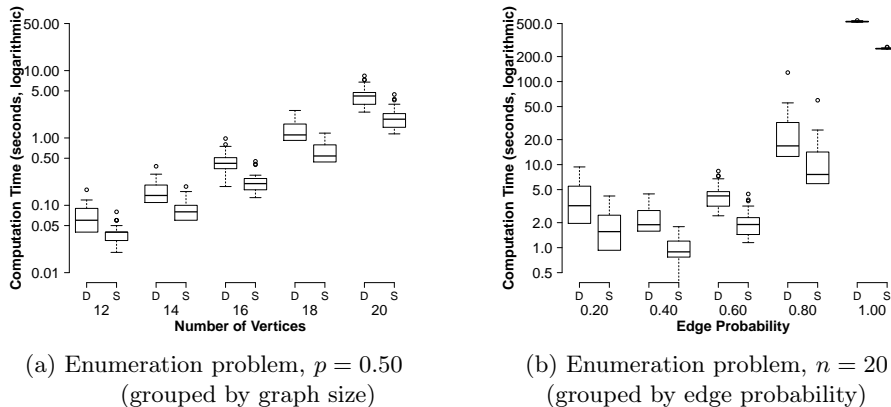 Computation Time (seconds, logarithmic)
50.00
10.00
5.00
1.00
0.50
0.10
0.05
0.01
D S D S D S D S D S
12 14 16 18 20
Number of Vertices
(a) Enumeration problem, p = 0.50
(grouped by graph size)
Computation Time (seconds, logarithmic)
500.0
100.0
50.0
20.0
10.0
5.0
2.0
1.0
0.5
D S D S D S D S D S
0.20 0.40 0.60 0.80 1.00
Edge Probability
(b) Enumeration problem, n = 20
(grouped by edge probability)